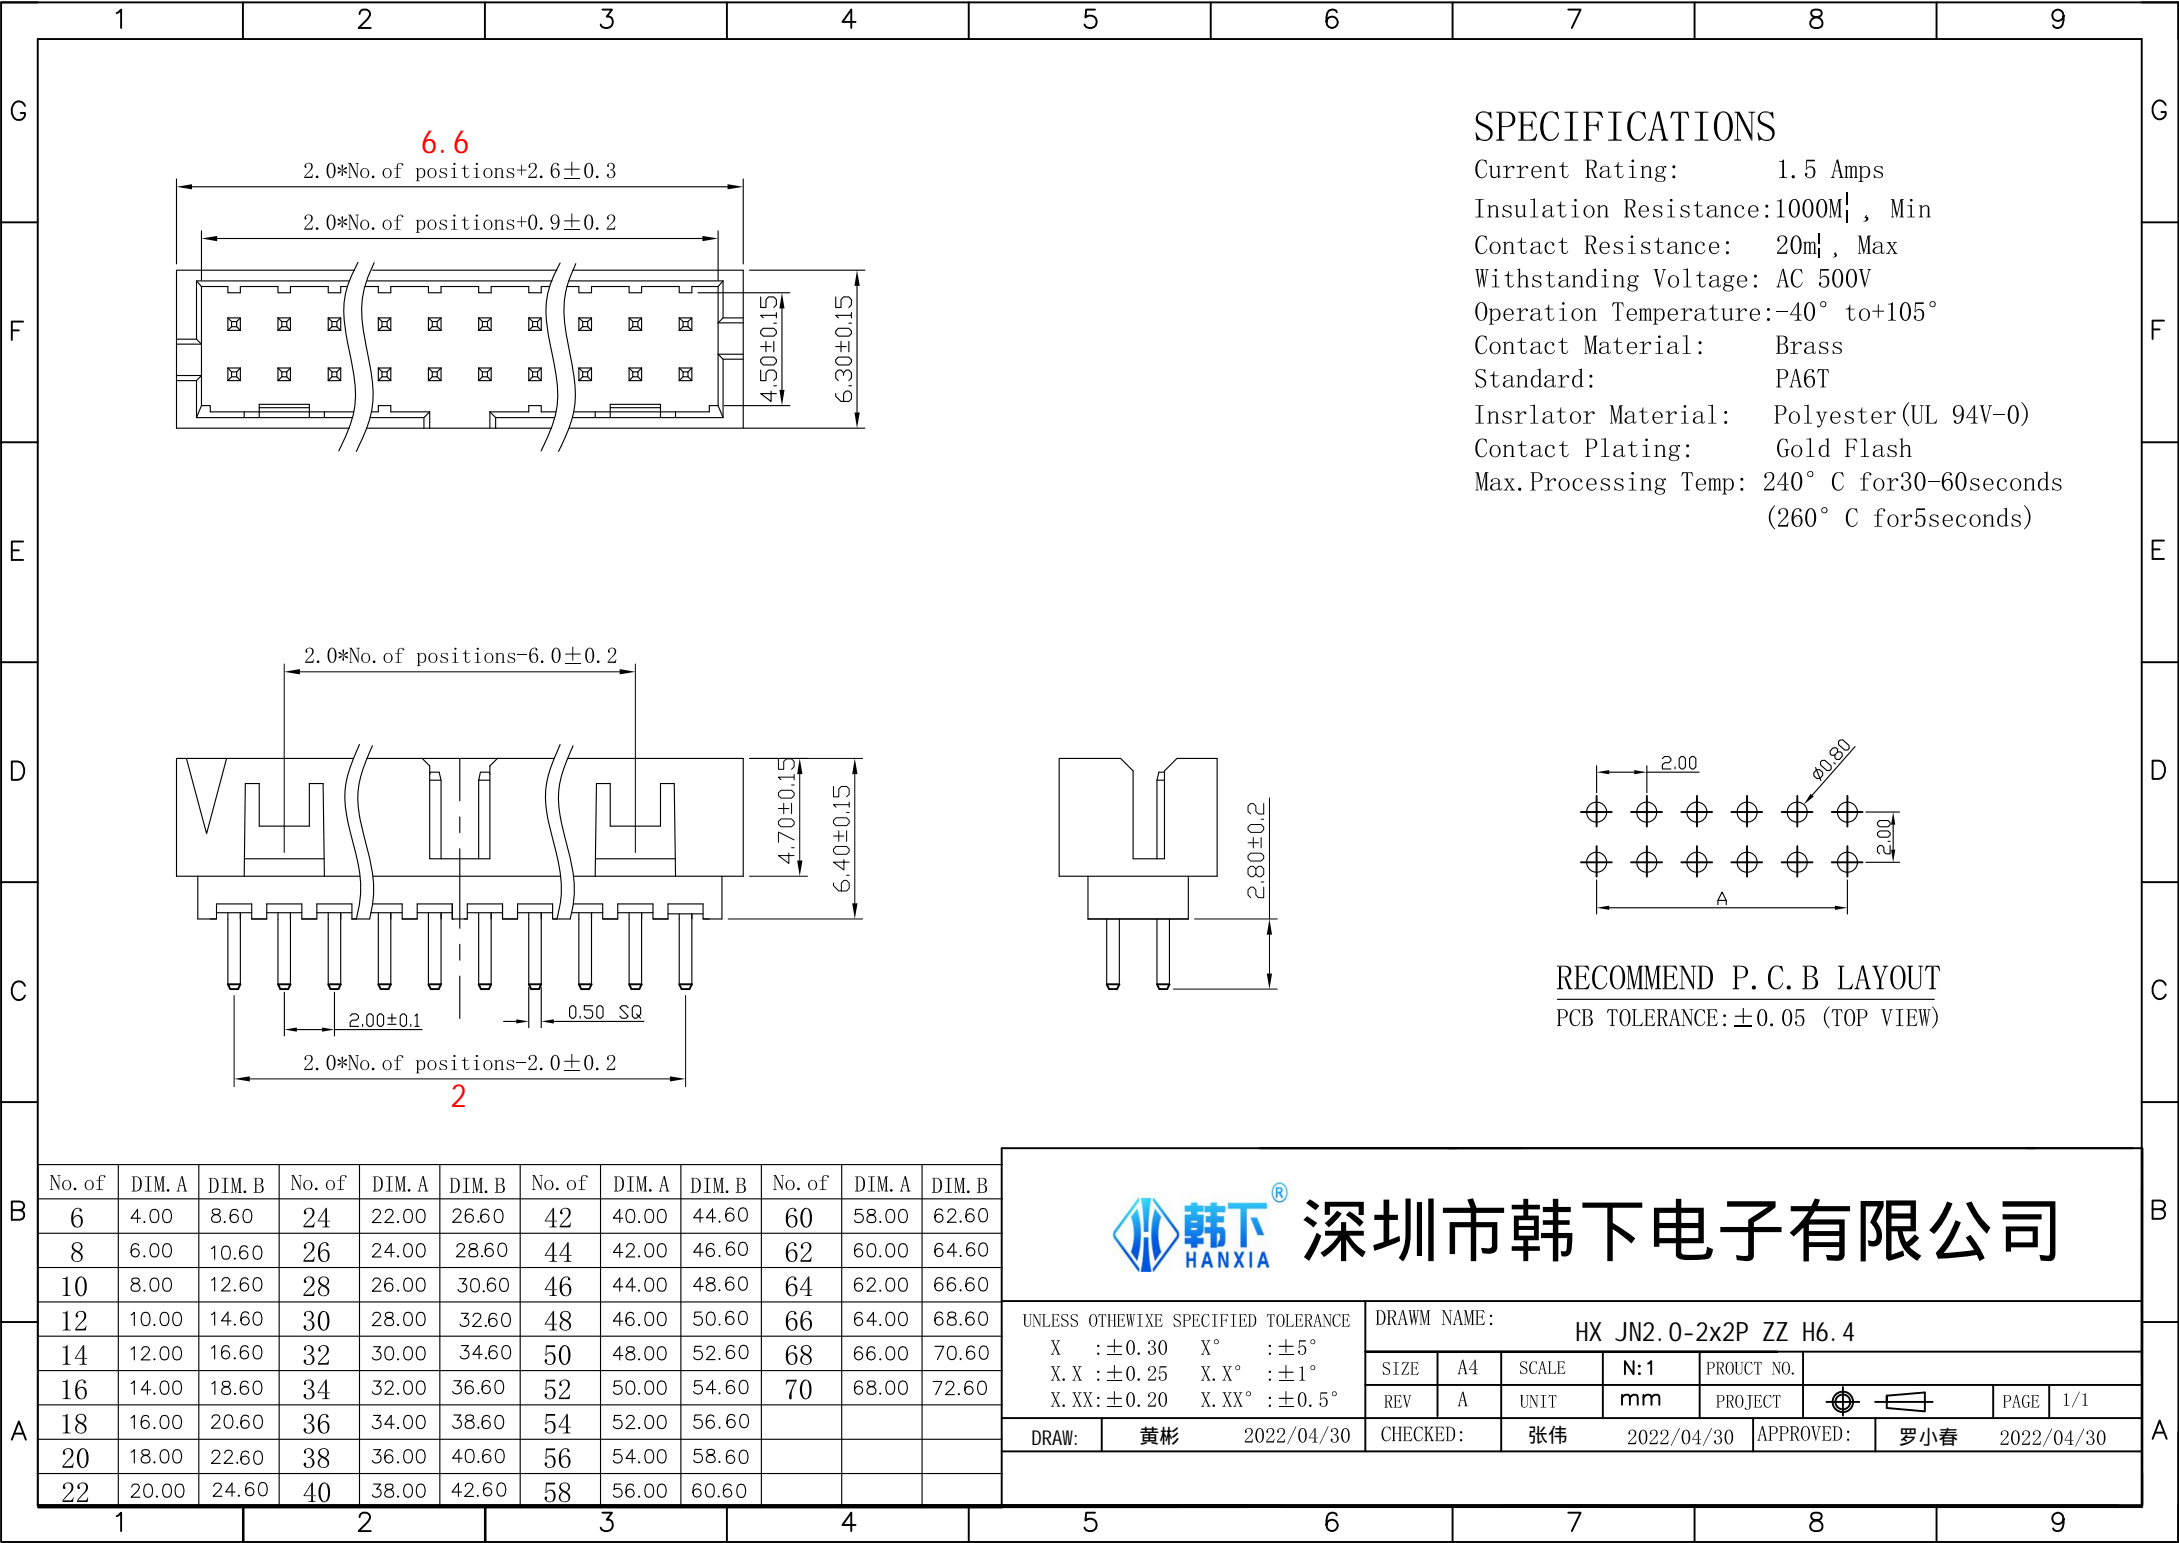 1 2 3 4 5 6 7 8 9
G G
F F
E E
D D
C C
B B
A A
6.6
2.0*No.of positions+2.6±0.3
2.0*No.of positions+0.9±0.2
4.50±0.15
6.30±0.15
SPECIFICATIONS
Current Rating: 1.5 Amps
Insulation Resistance:1000M¦ , Min
Contact Resistance: 20m¦, Max
Withstanding Voltage: AC 500V
Operation Temperature:-40° to+105°
Contact Material: Brass
Standard: PA6T
Insrlator Material: Polyester(UL 94V-0)
Contact Plating: Gold Flash
Max.Processing Temp: 240° C for30-60seconds
(260° C for5seconds)
2.0*No.of positions-6.0±0.2
4.70±0.15
6.40±0.15
2.00±0.1
0.50 SQ
2.0*No.of positions-2.0±0.2
2
2.80±0.2
2.00
ø0.80
2.00
A
RECOMMEND P.C.B LAYOUT
PCB TOLERANCE:±0.05 (TOP VIEW)
No.of DIM.A DIM.B No.of DIM.A DIM.B No.of DIM.A DIM.B No.of DIM.A DIM.B
6 4.00 8.60 24 22.00 26.60 42 40.00 44.60 60 58.00 62.60
8 6.00 10.60 26 24.00 28.60 44 42.00 46.60 62 60.00 64.60
10 8.00 12.60 28 26.00 30.60 46 44.00 48.60 64 62.00 66.60
12 10.00 14.60 30 28.00 32.60 48 46.00 50.60 66 64.00 68.60
14 12.00 16.60 32 30.00 34.60 50 48.00 52.60 68 66.00 70.60
16 14.00 18.60 34 32.00 36.60 52 50.00 54.60 70 68.00 72.60
18 16.00 20.60 36 34.00 38.60 54 52.00 56.60
20 18.00 22.60 38 36.00 40.60 56 54.00 58.60
22 20.00 24.60 40 38.00 42.60 58 56.00 60.60
韩下® HANXIA 深圳市韩下电子有限公司
UNLESS OTHEWIXE SPECIFIED TOLERANCE
X :±0.30 X° :±5°
X.X :±0.25 X.X° :±1°
X.XX:±0.20 X.XX° :±0.5°
DRAWM NAME:
HX JN2.0-2x2P ZZ H6.4
SIZE A4 SCALE N:1 PROUCT NO.
REV A UNIT mm PROJECT PAGE 1/1
DRAW: 黄彬 2022/04/30 CHECKED: 张伟 2022/04/30 APPROVED: 罗小春 2022/04/30
1 2 3 4 5 6 7 8 9